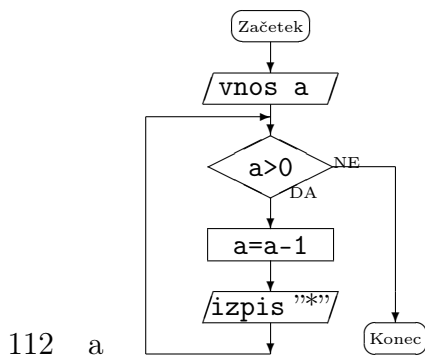 Začetek
vnos a
a>0
NE
DA
a=a-1
izpis ”*”
Konec
112 a